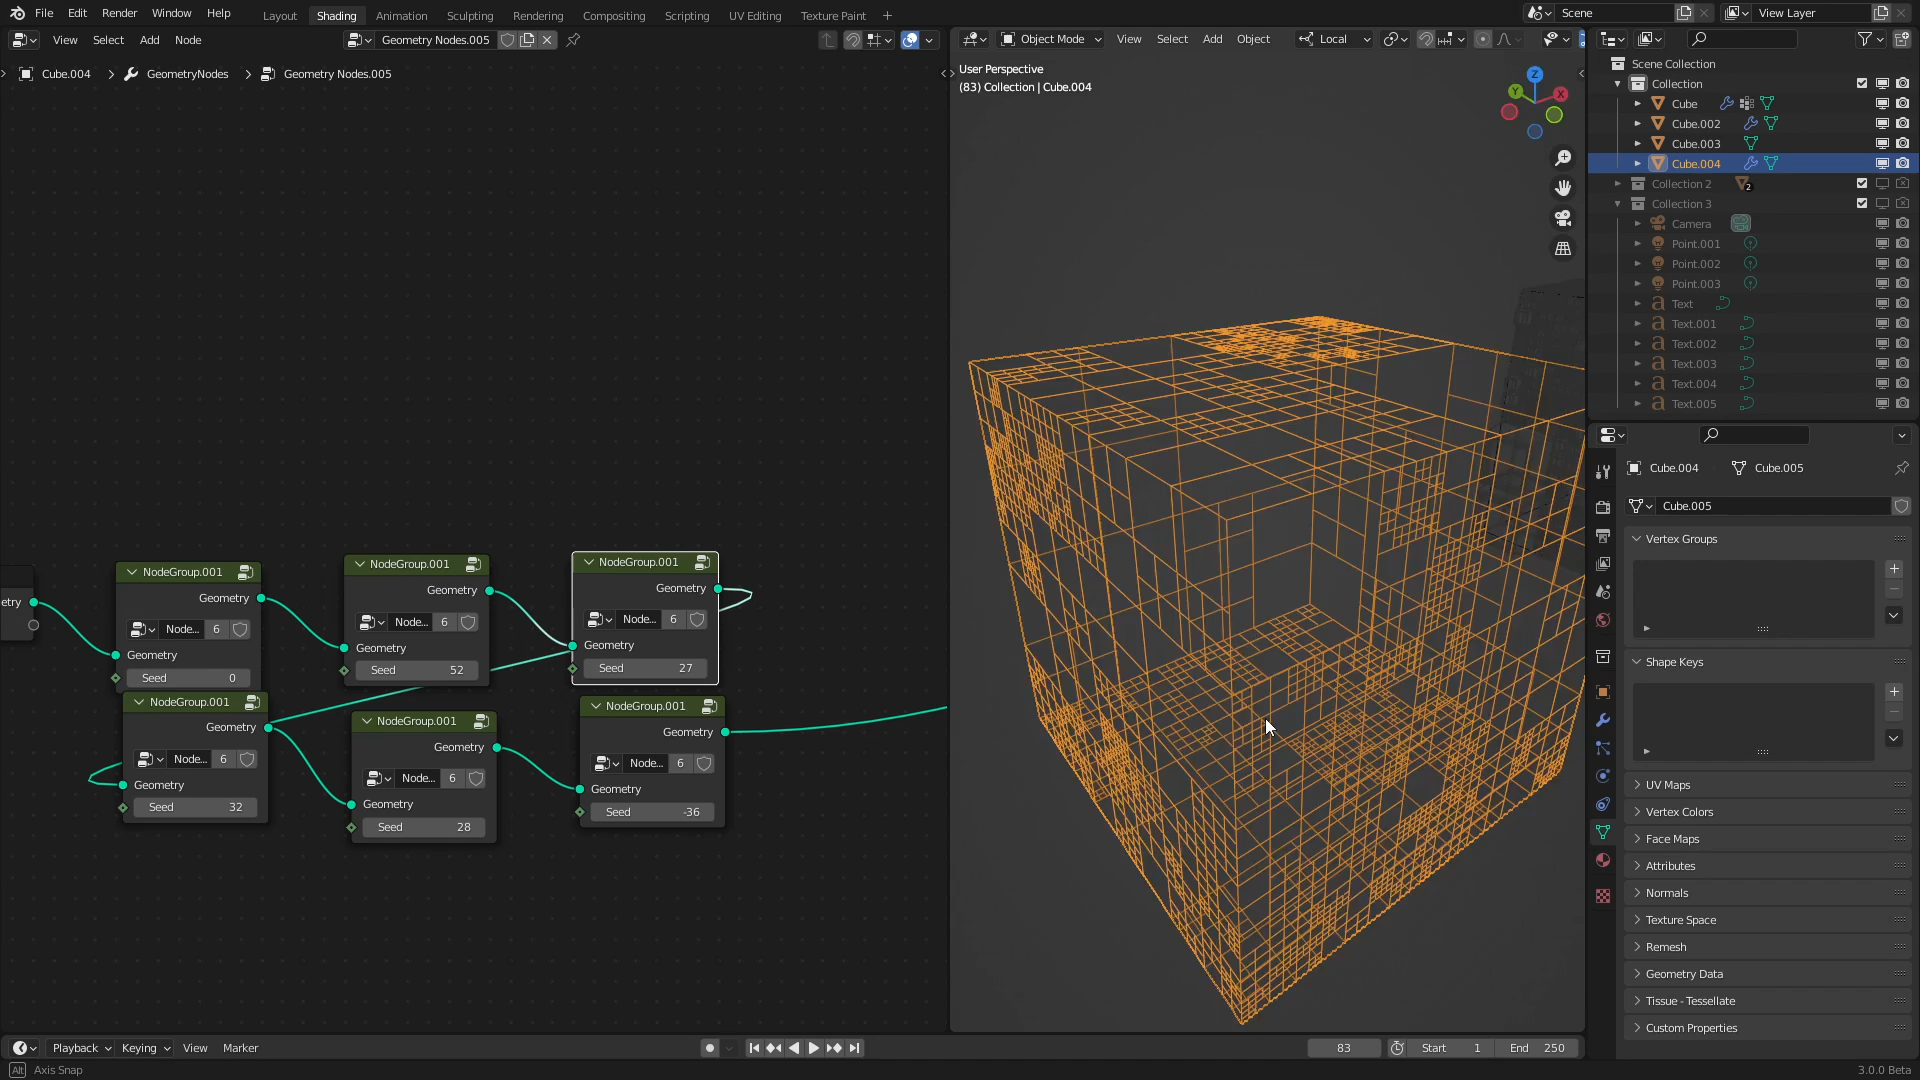 File Edit Render Window Help
Layout Shading Animation Sculpting Rendering Compositing Scripting UV Editing Texture Paint +
Scene
View Layer
View Select Add Node
Geometry Nodes.005
Object Mode View Select Add Object Local
Cube.004 > GeometryNodes > Geometry Nodes.005
User Perspective
(83) Collection | Cube.004
Z
Y
X
Scene Collection
Collection
Cube
Cube.002
Cube.003
Cube.004
Collection 2
2
Collection 3
Camera
Point.001
Point.002
Point.003
Text
Text.001
Text.002
Text.003
Text.004
Text.005
Cube.004 Cube.005
Cube.005
Vertex Groups
Shape Keys
UV Maps
Vertex Colors
Face Maps
Attributes
Normals
Texture Space
Remesh
Geometry Data
Tissue - Tessellate
Custom Properties
etry
NodeGroup.001
Geometry
Node... 6
Geometry
Seed 0
NodeGroup.001
Geometry
Node... 6
Geometry
Seed 52
NodeGroup.001
Geometry
Node... 6
Geometry
Seed 27
NodeGroup.001
Geometry
Node... 6
Geometry
Seed 32
NodeGroup.001
Geometry
Node... 6
Geometry
Seed 28
NodeGroup.001
Geometry
Node... 6
Geometry
Seed -36
Playback Keying View Marker
83 Start 1 End 250
Alt Axis Snap
3.0.0 Beta